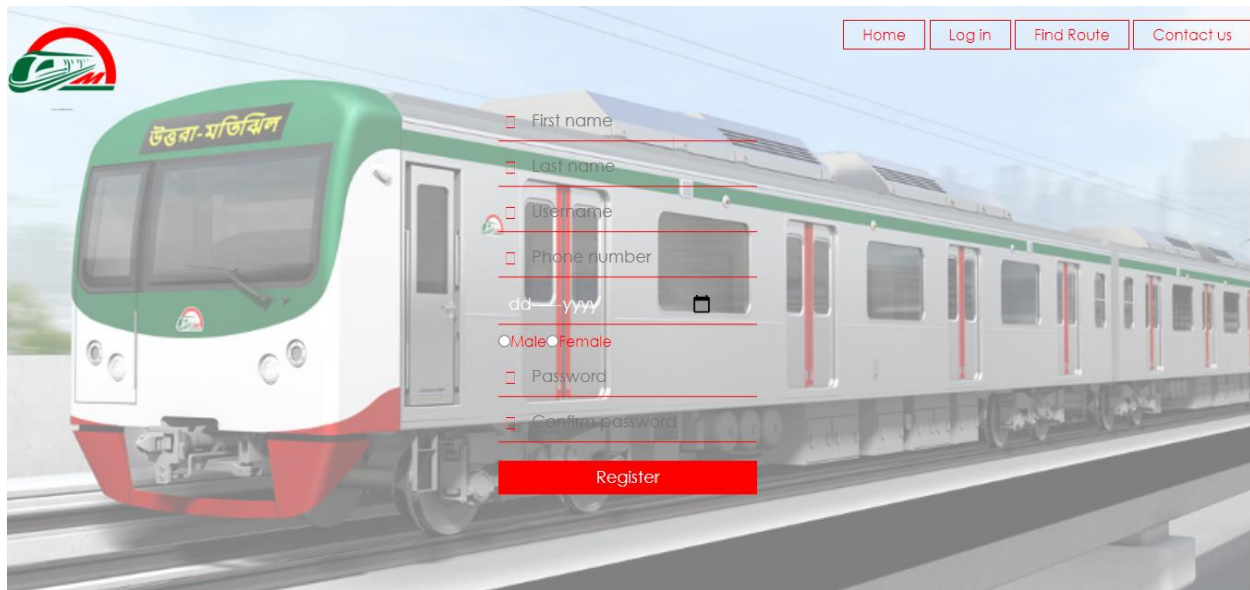 Home Log in Find Route Contact us
উত্তরা-মতিঝিল
First name
Last name
Username
Phone number
dd-----yyyy
Male Female
Password
Confirm password
Register